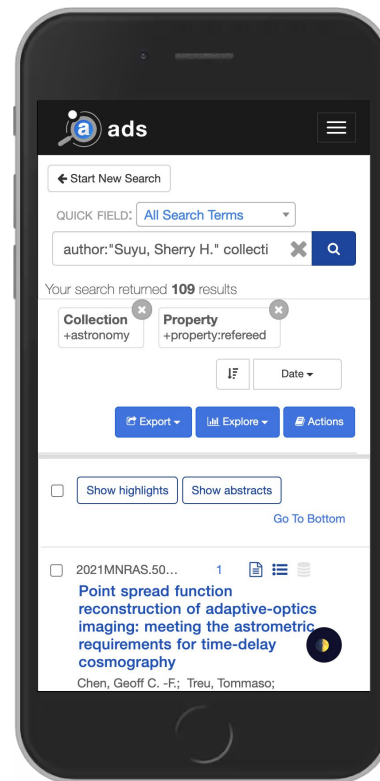 a ads
Start New Search
QUICK FIELD: All Search Terms
author:"Suyu, Sherry H." collecti
Your search returned 109 results
Collection
+astronomy
Property
+property:refereed
Date
Export
Explore
Actions
Show highlights
Show abstracts
Go To Bottom
2021MNRAS.50... 1
Point spread function
reconstruction of adaptive-optics
imaging: meeting the astrometric
requirements for time-delay
cosmography
Chen, Geoff C. -F.; Treu, Tommaso;